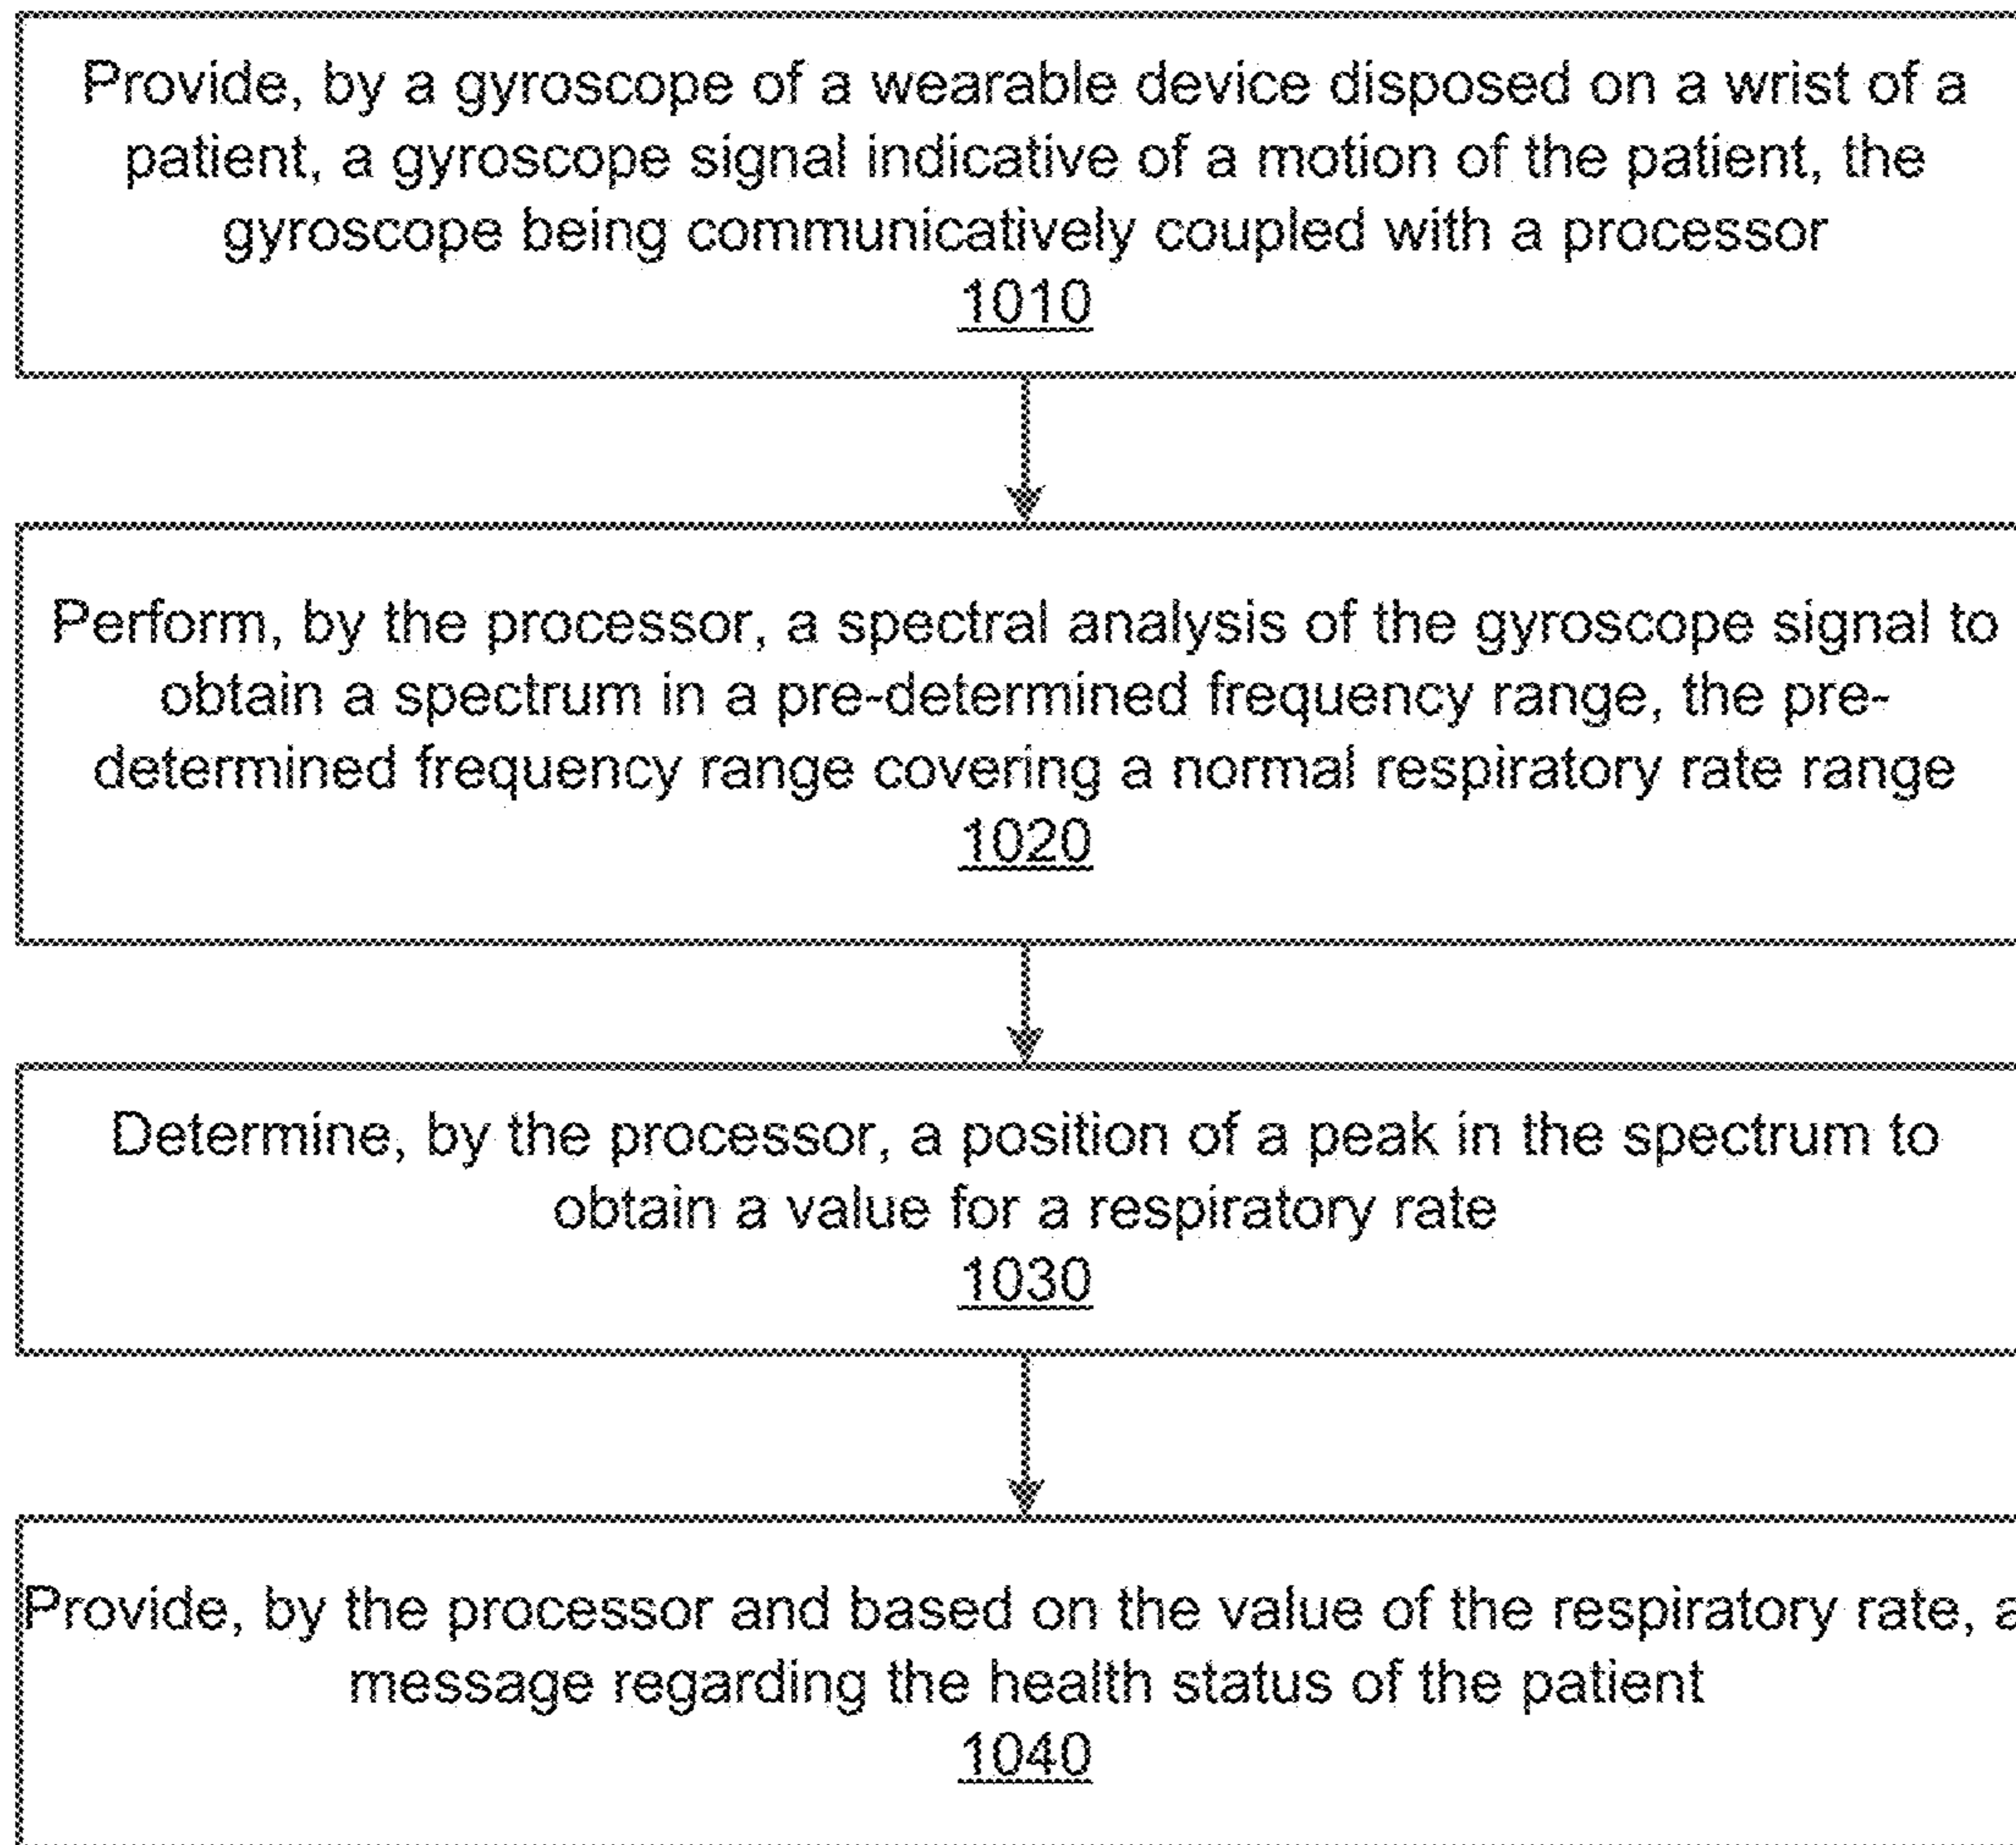 Provide, by a gyroscope of a wearable device disposed on a wrist of a
patient, a gyroscope signal indicative of a motion of the patient, the
gyroscope being communicatively coupled with a processor
1010
Perform, by the processor, a spectral analysis of the gyroscope signal to
obtain a spectrum in a pre-determined frequency range, the pre-
determined frequency range covering a normal respiratory rate range
1020
Determine, by the processor, a position of a peak in the spectrum to
obtain a value for a respiratory rate
1030
Provide, by the processor and based on the value of the respiratory rate, a
message regarding the health status of the patient
1040